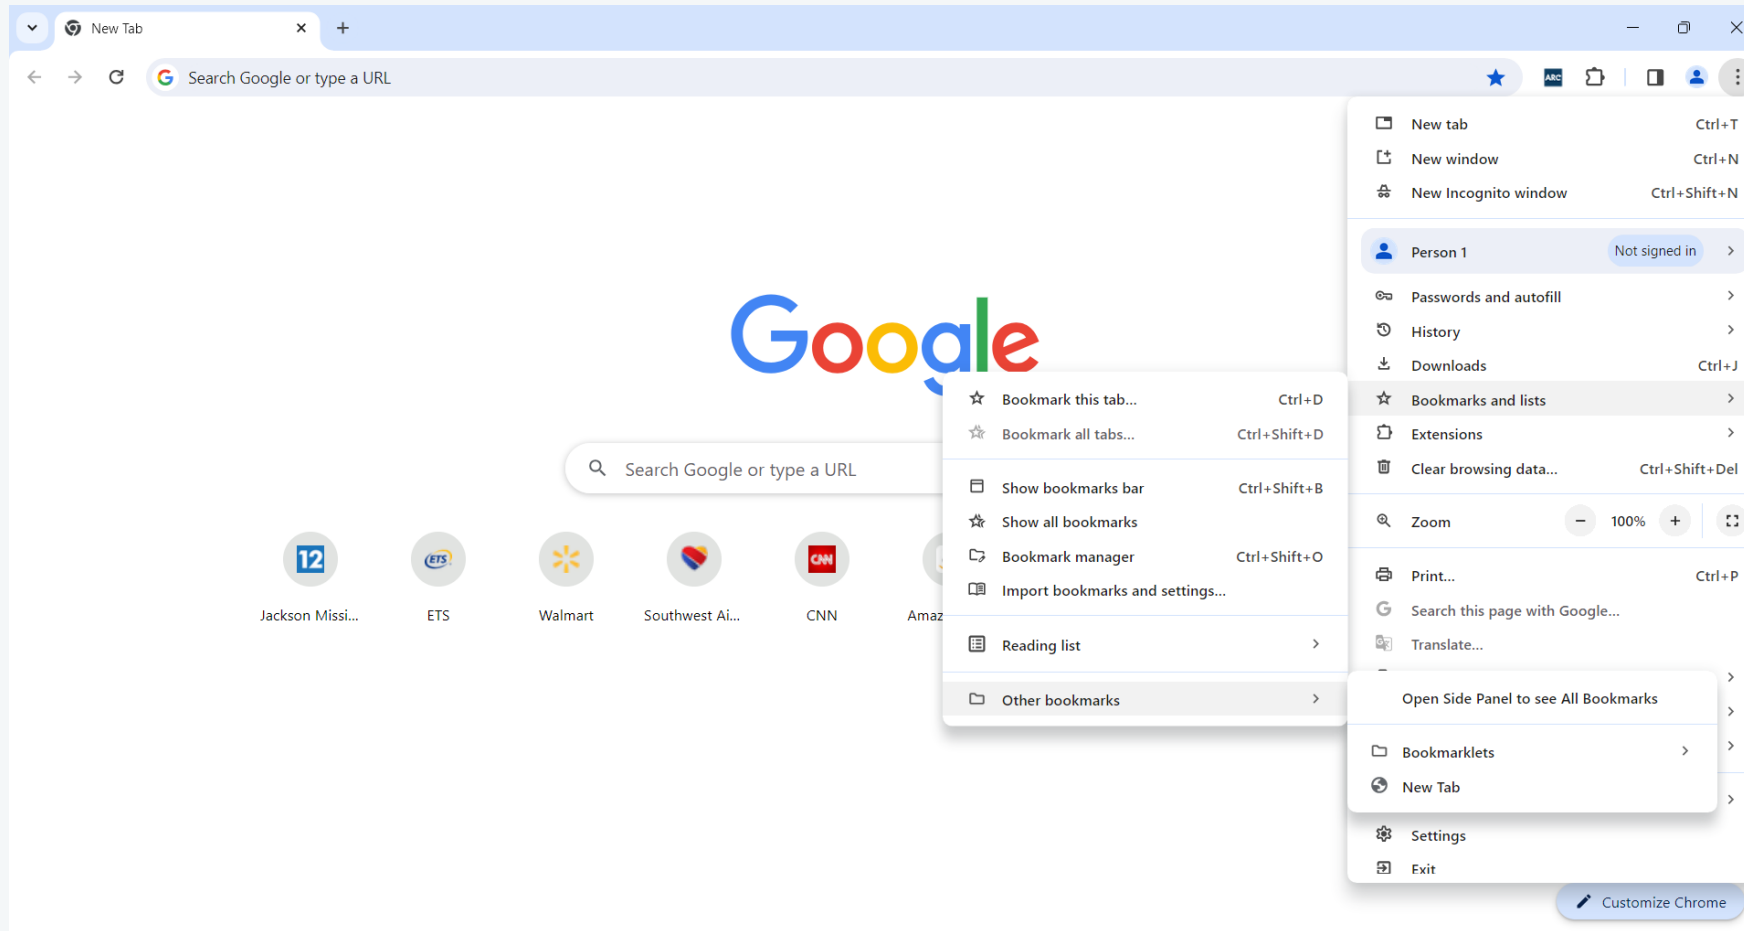 New Tab
Search Google or type a URL
ARC
New tab Ctrl+T
New window Ctrl+N
New Incognito window Ctrl+Shift+N
Person 1 Not signed in
Passwords and autofill
History
Downloads Ctrl+J
Bookmarks and lists
Extensions
Clear browsing data... Ctrl+Shift+Del
Zoom 100%
Print... Ctrl+P
Search this page with Google...
Translate...
Settings
Exit
Google
Search Google or type a URL
12
ETS
CNN
Jackson Missi...
ETS
Walmart
Southwest Ai...
CNN
Amaz
Bookmark this tab... Ctrl+D
Bookmark all tabs... Ctrl+Shift+D
Show bookmarks bar Ctrl+Shift+B
Show all bookmarks
Bookmark manager Ctrl+Shift+O
Import bookmarks and settings...
Reading list
Other bookmarks
Open Side Panel to see All Bookmarks
Bookmarklets
New Tab
Customize Chrome